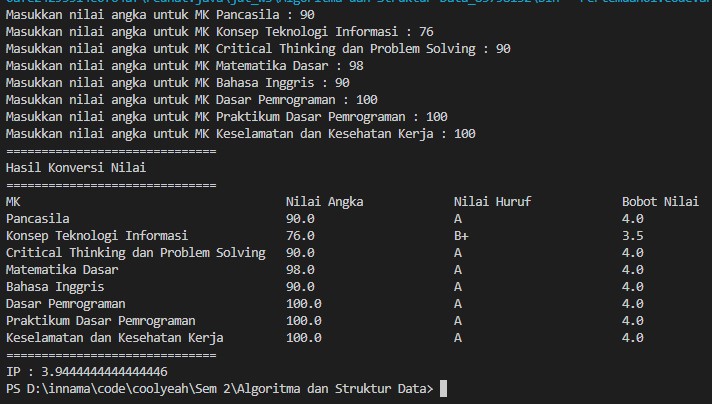 Masukkan nilai angka untuk MK Pancasila : 90
Masukkan nilai angka untuk MK Konsep Teknologi Informasi : 76
Masukkan nilai angka untuk MK Critical Thinking dan Problem Solving : 90
Masukkan nilai angka untuk MK Matematika Dasar : 98
Masukkan nilai angka untuk MK Bahasa Inggris : 90
Masukkan nilai angka untuk MK Dasar Pemrograman : 100
Masukkan nilai angka untuk MK Praktikum Dasar Pemrograman : 100
Masukkan nilai angka untuk MK Keselamatan dan Kesehatan Kerja : 100
==============================
Hasil Konversi Nilai
==============================
MK Nilai Angka Nilai Huruf Bobot Nilai
Pancasila 90.0 A 4.0
Konsep Teknologi Informasi 76.0 B+ 3.5
Critical Thinking dan Problem Solving 90.0 A 4.0
Matematika Dasar 98.0 A 4.0
Bahasa Inggris 90.0 A 4.0
Dasar Pemrograman 100.0 A 4.0
Praktikum Dasar Pemrograman 100.0 A 4.0
Keselamatan dan Kesehatan Kerja 100.0 A 4.0
==============================
IP : 3.9444444444444446
PS D:\innama\code\coolyeah\Sem 2\Algoritma dan Struktur Data>